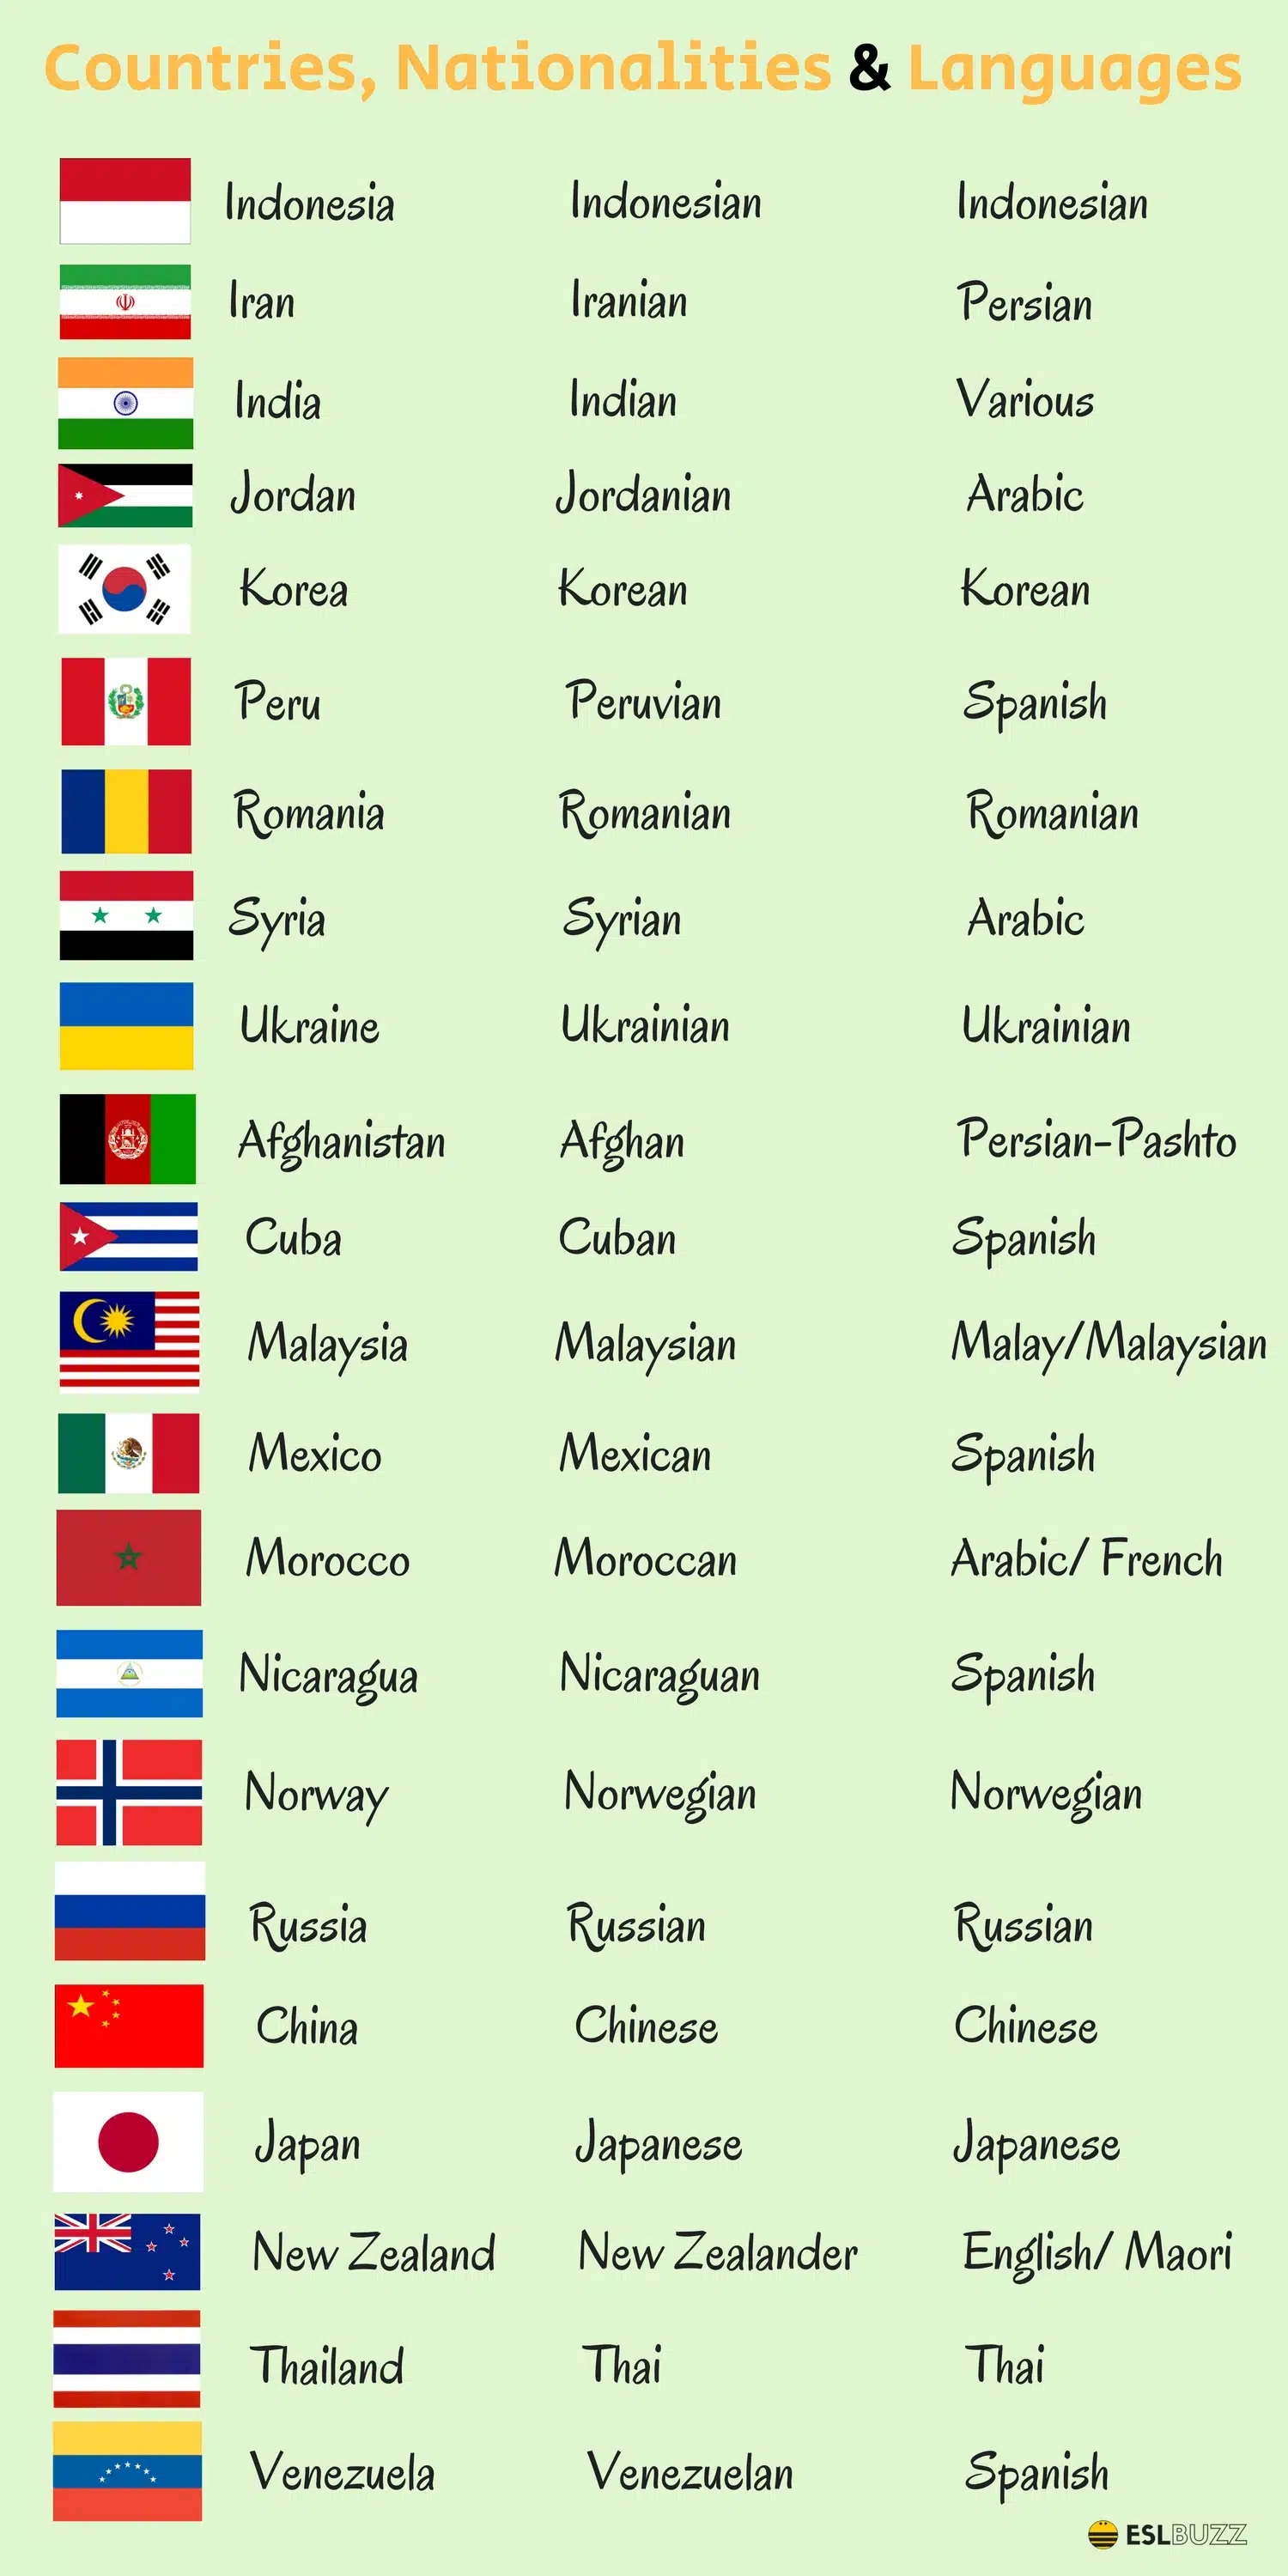 Countries, Nationalities & Languages
Indonesia Indonesian Indonesian
Iran Iranian Persian
India Indian Various
Jordan Jordanian Arabic
Korea Korean Korean
Peru Peruvian Spanish
Romania Romanian Romanian
Syria Syrian Arabic
Ukraine Ukrainian Ukrainian
Afghanistan Afghan Persian-Pashto
Cuba Cuban Spanish
Malaysia Malaysian Malay/Malaysian
Mexico Mexican Spanish
Morocco Moroccan Arabic/ French
Nicaragua Nicaraguan Spanish
Norway Norwegian Norwegian
Russia Russian Russian
China Chinese Chinese
Japan Japanese Japanese
New Zealand New Zealander English/ Maori
Thailand Thai Thai
Venezuela Venezuelan Spanish
ESLBUZZ